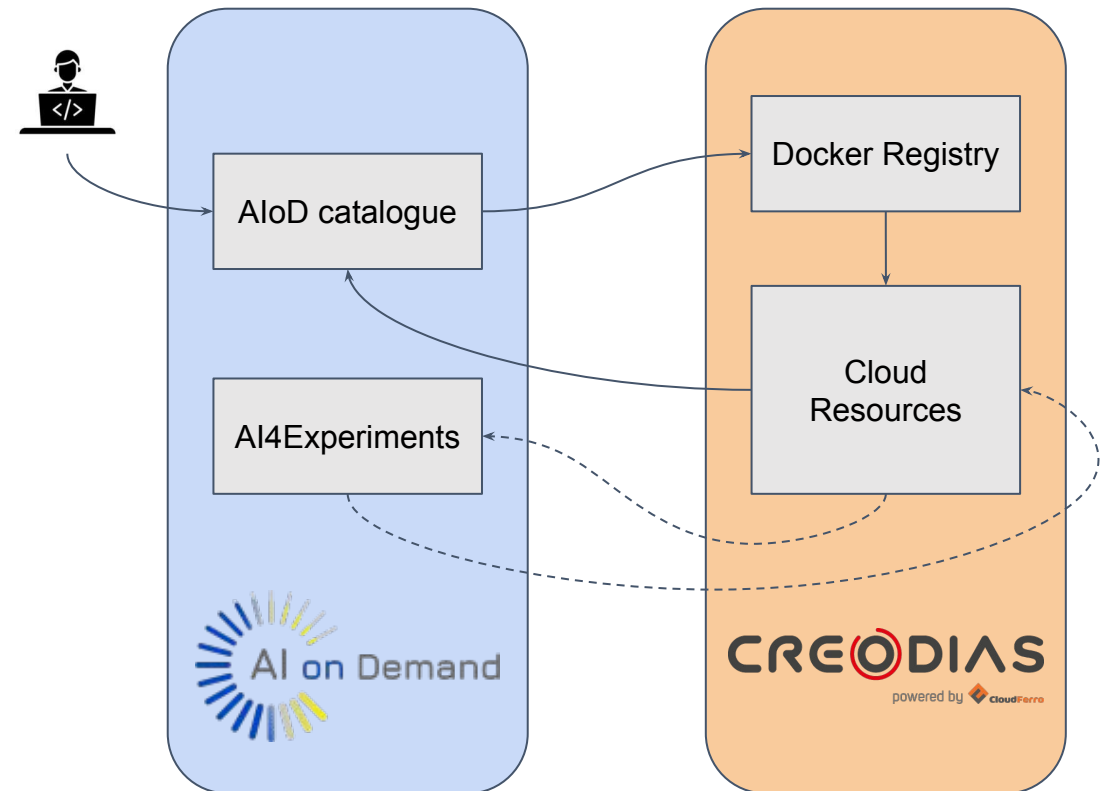 </>
AIoD catalogue
Docker Registry
Cloud
Resources
AI4Experiments
AI on Demand
CREODIAS
powered by CloudFerro